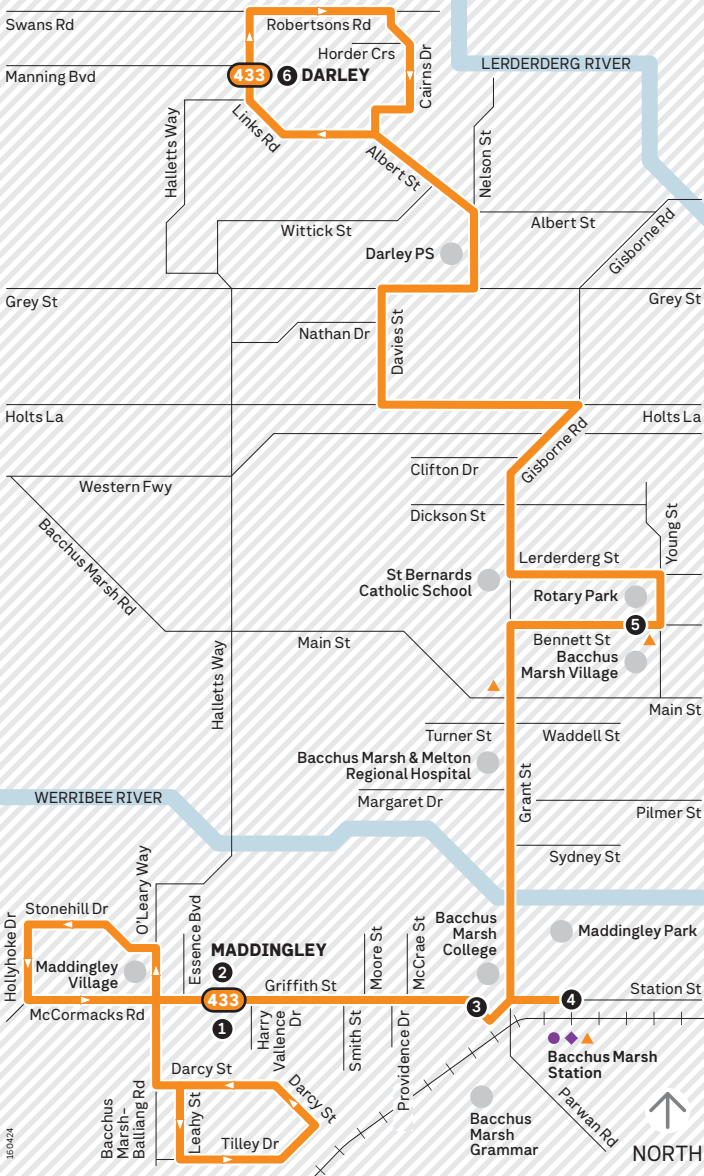 Swans Rd
Robertsons Rd
Horder Crs
Cairns Dr
LERDERDERG RIVER
Manning Bvd
433
6
DARLEY
Links Rd
Halletts Way
Albert St
Nelson St
Wittick St
Albert St
Gisborne Rd
Darley PS
Grey St
Grey St
Nathan Dr
Davies St
Holts La
Holts La
Gisborne Rd
Clifton Dr
Western Fwy
Dickson St
Bacchus Marsh Rd
Young St
Lerderderg St
St Bernards
Catholic School
Rotary Park
5
Main St
Bennett St
Bacchus
Marsh Village
Halletts Way
Main St
Turner St
Waddell St
Bacchus Marsh & Melton
Regional Hospital
Grant St
WERRIBEE RIVER
Margaret Dr
Pilmer St
Sydney St
O'Leary Way
Stonehill Dr
Hollyhoke Dr
Essence Bvd
Moore St
McCrae St
Bacchus
Marsh
College
Maddingley Park
MADDINGLEY
2
Maddingley
Village
Griffith St
Station St
433
3
4
McCormacks Rd
1
Harry
Vallence
Dr
Smith St
Providence Dr
Bacchus Marsh
Station
Darcy St
Darcy St
Bacchus
Marsh–
Balliang Rd
Leahy St
Tilley Dr
Parwan Rd
Bacchus
Marsh
Grammar
NORTH
160424